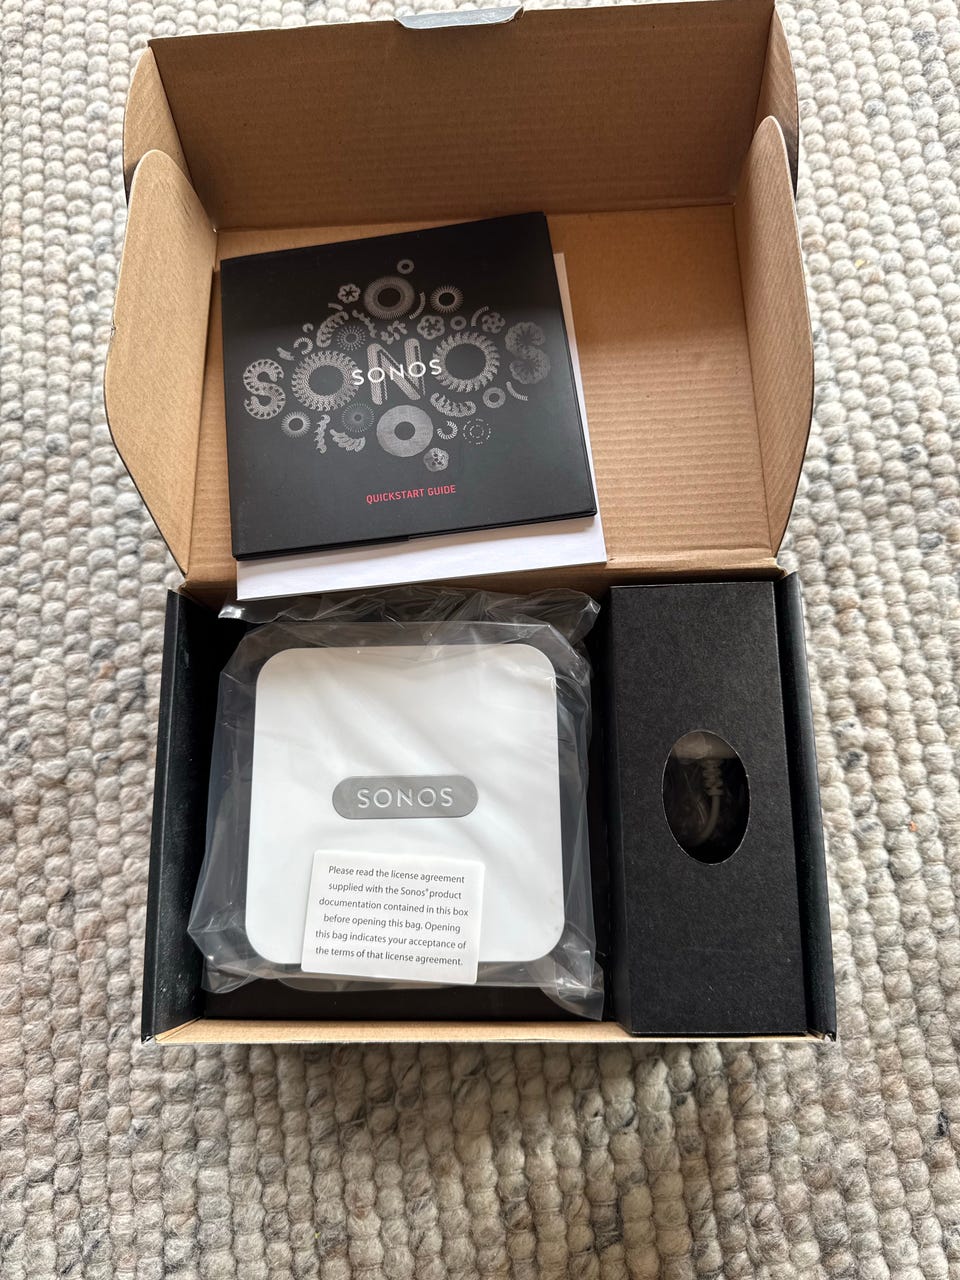 SONOS
SONOS
QUICKSTART GUIDE
SONOS
Please read the license agreement
supplied with the Sonos® product
documentation contained in this box
before opening this bag. Opening
this bag indicates your acceptance of
the terms of that license agreement.